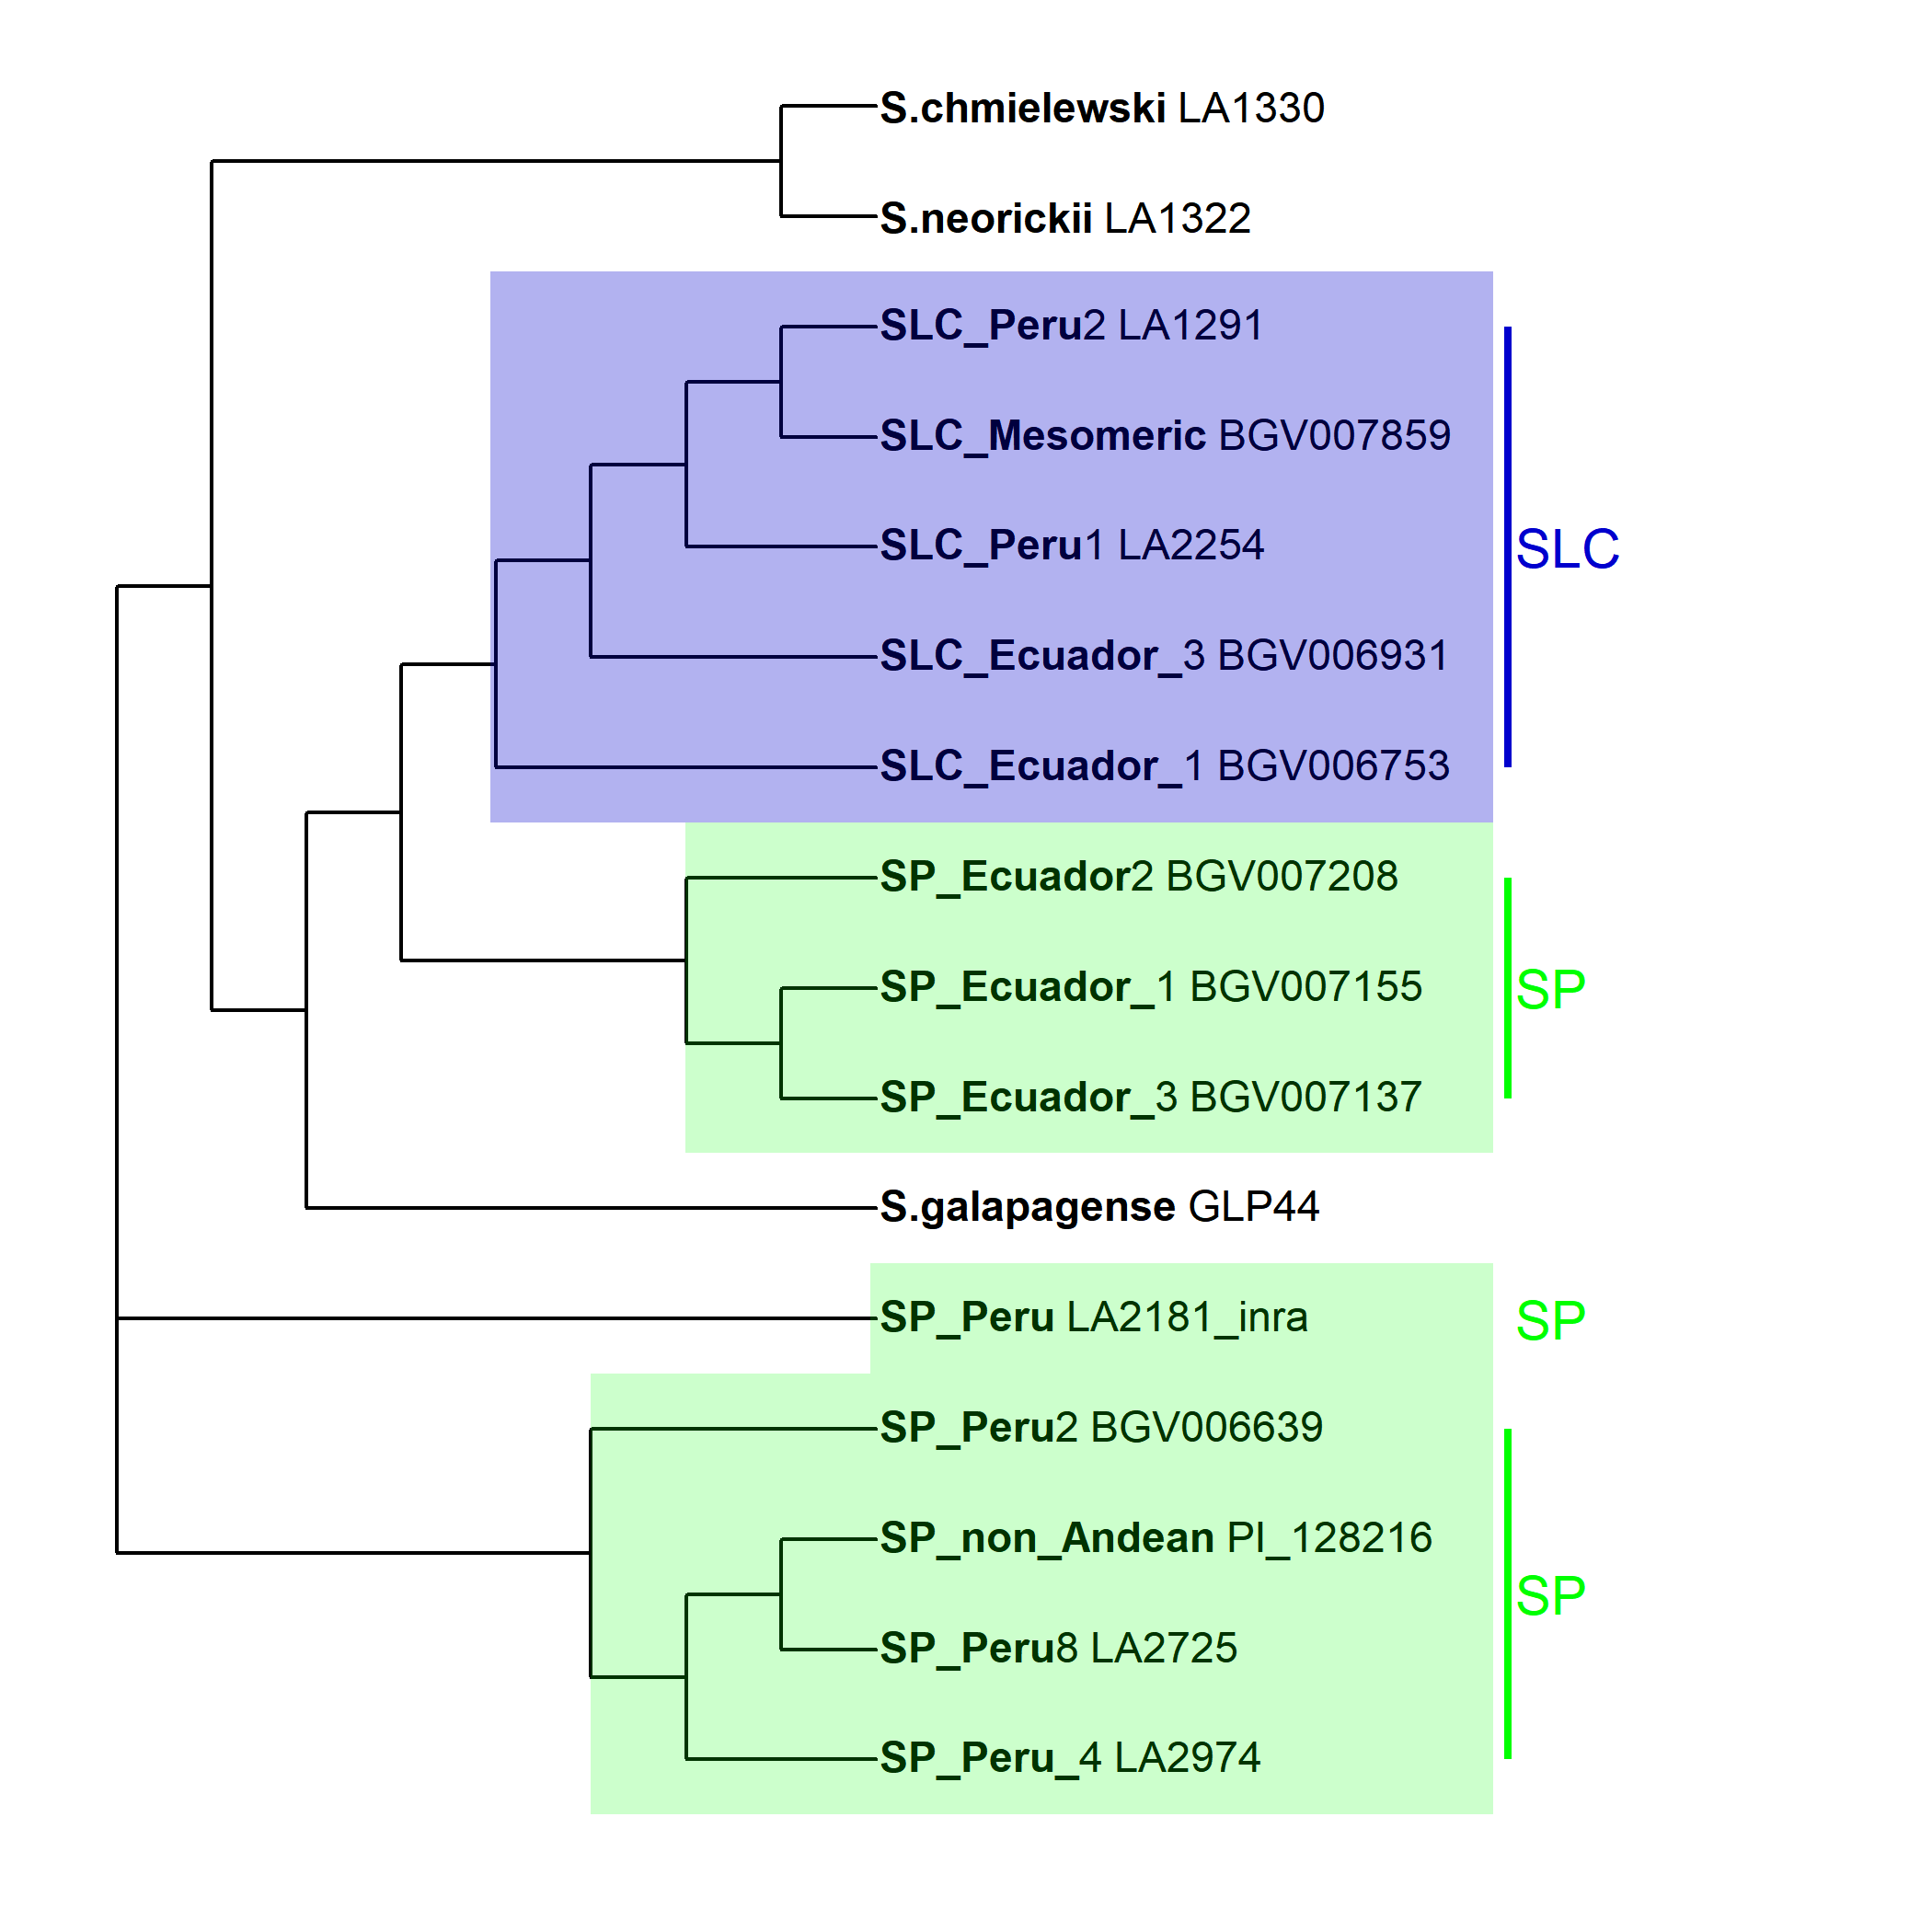 S.chmielewski LA1330
S.neorickii LA1322
SLC_Peru2 LA1291
SLC_Mesomeric BGV007859
SLC_Peru1 LA2254
SLC
SLC_Ecuador_3 BGV006931
SLC_Ecuador_1 BGV006753
SP_Ecuador2 BGV007208
SP_Ecuador_1 BGV007155
SP
SP_Ecuador_3 BGV007137
S.galapagense GLP44
SP_Peru LA2181_inra
SP
SP_Peru2 BGV006639
SP_non_Andean PI_128216
SP
SP_Peru8 LA2725
SP_Peru_4 LA2974